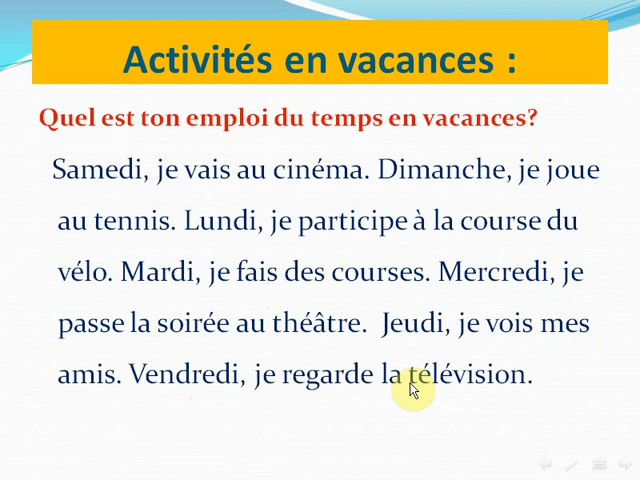 Activités en vacances :
Quel est ton emploi du temps en vacances?
Samedi, je vais au cinéma. Dimanche, je joue
au tennis. Lundi, je participe à la course du
vélo. Mardi, je fais des courses. Mercredi, je
passe la soirée au théâtre. Jeudi, je vois mes
amis. Vendredi, je regarde la télévision.